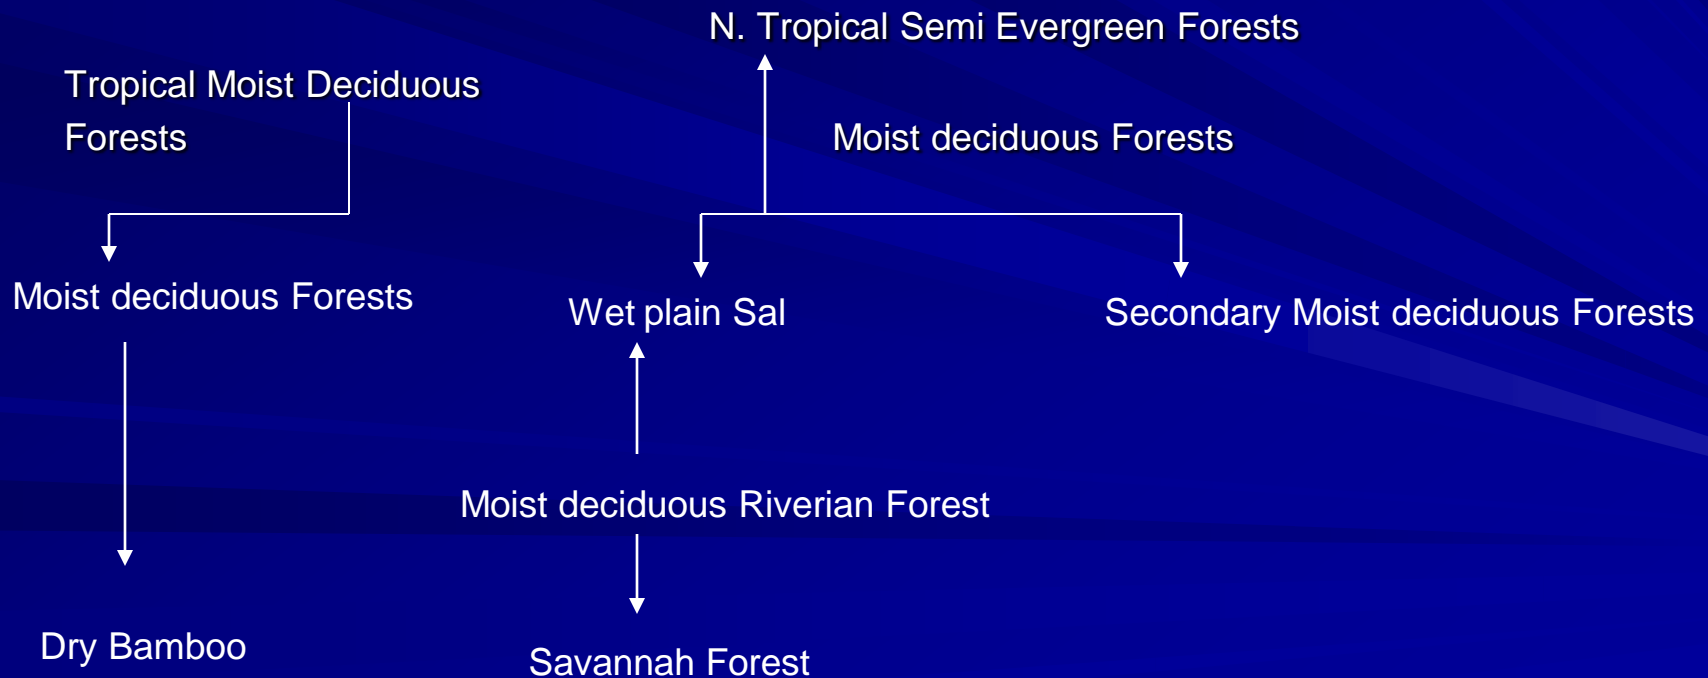 N. Tropical Semi Evergreen Forests
Tropical Moist Deciduous
Forests
Moist deciduous Forests
Moist deciduous Forests
Wet plain Sal
Secondary Moist deciduous Forests
Moist deciduous Riverian Forest
Dry Bamboo
Savannah Forest